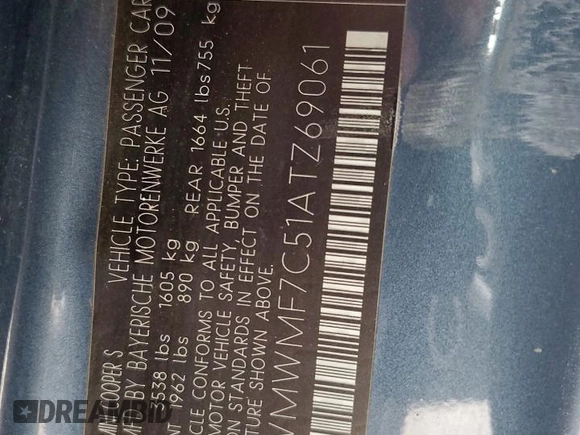 MINI COOPER S VEHICLE TYPE: PASSENGER CAR
BY BAYERISCHE MOTORENWERKE AG 11/09
3538 lbs 1605 kg
1962 lbs 890 kg REAR 1664 lbs 755 kg
CONFORMS TO ALL APPLICABLE U.S.
MOTOR VEHICLE SAFETY, BUMPER AND THEFT
STANDARDS IN EFFECT ON THE DATE OF
SHOWN ABOVE.
WMWMF7C51ATZ69061
DREAMBID